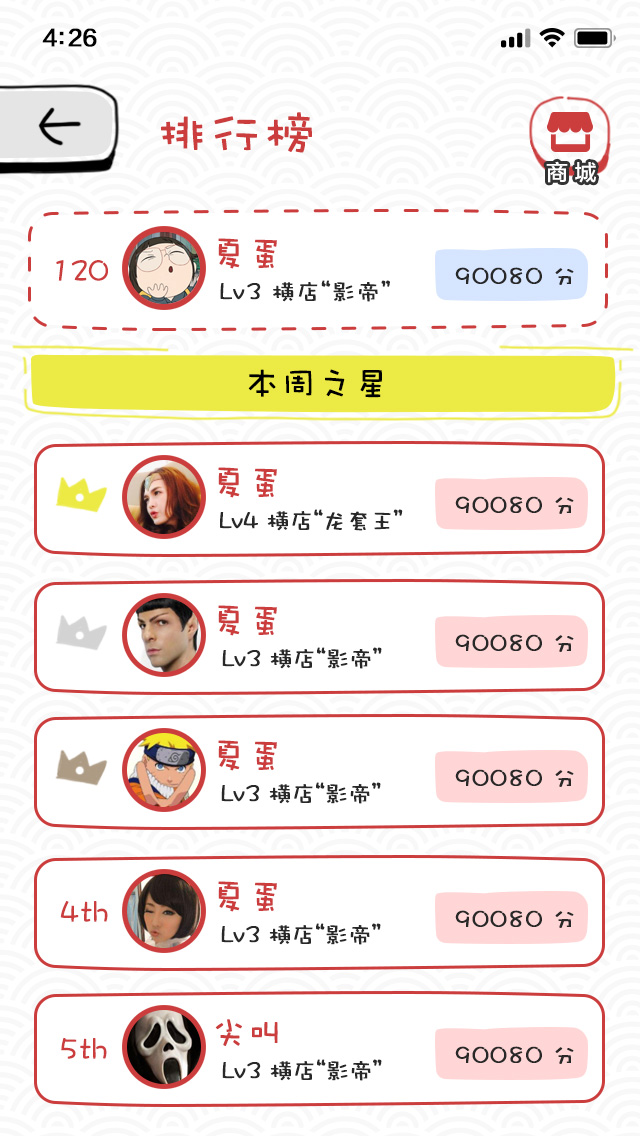 4:26
排行榜
商城
120
夏蛋
Lv3 横店“影帝”
90080 分
本周之星
夏蛋
Lv4 横店“龙套王”
90080 分
夏蛋
Lv3 横店“影帝”
90080 分
夏蛋
Lv3 横店“影帝”
90080 分
4th
夏蛋
Lv3 横店“影帝”
90080 分
5th
尖叫
Lv3 横店“影帝”
90080 分